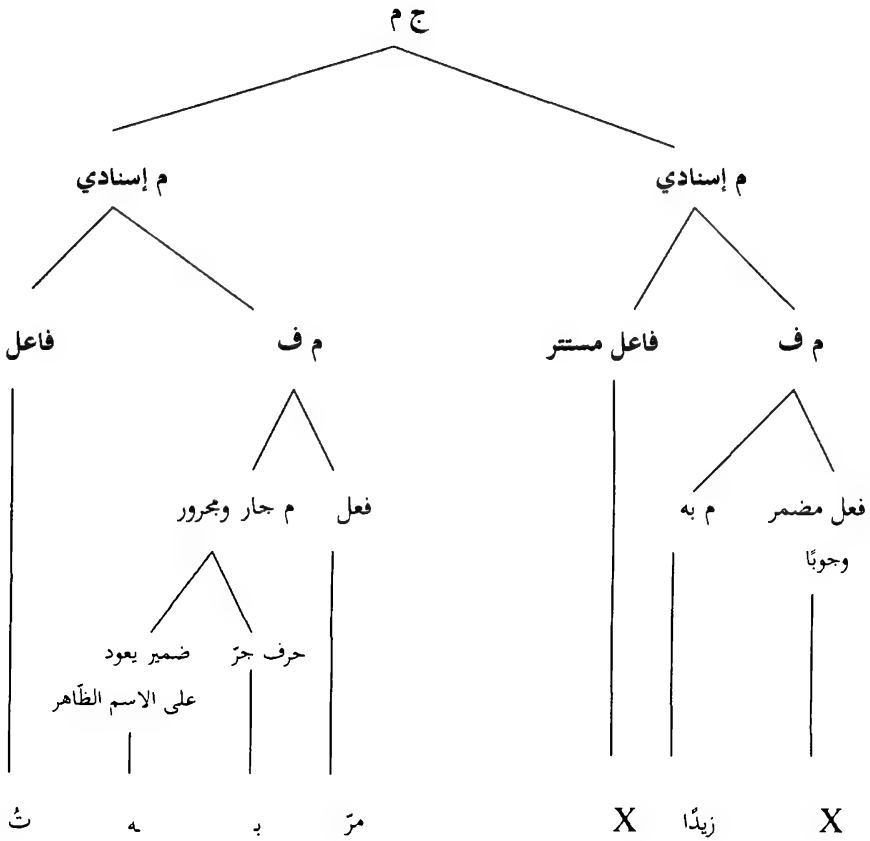 ج م
م إسنادي م إسنادي
م ف فاعل مستتر م ف فاعل
فعل مضمر م به فعل م جار ومجرور
وجوبًا
حرف جرّ ضمير يعود
على الاسم الظّاهر
X زيدًا X مرّ بـ ـه تُ